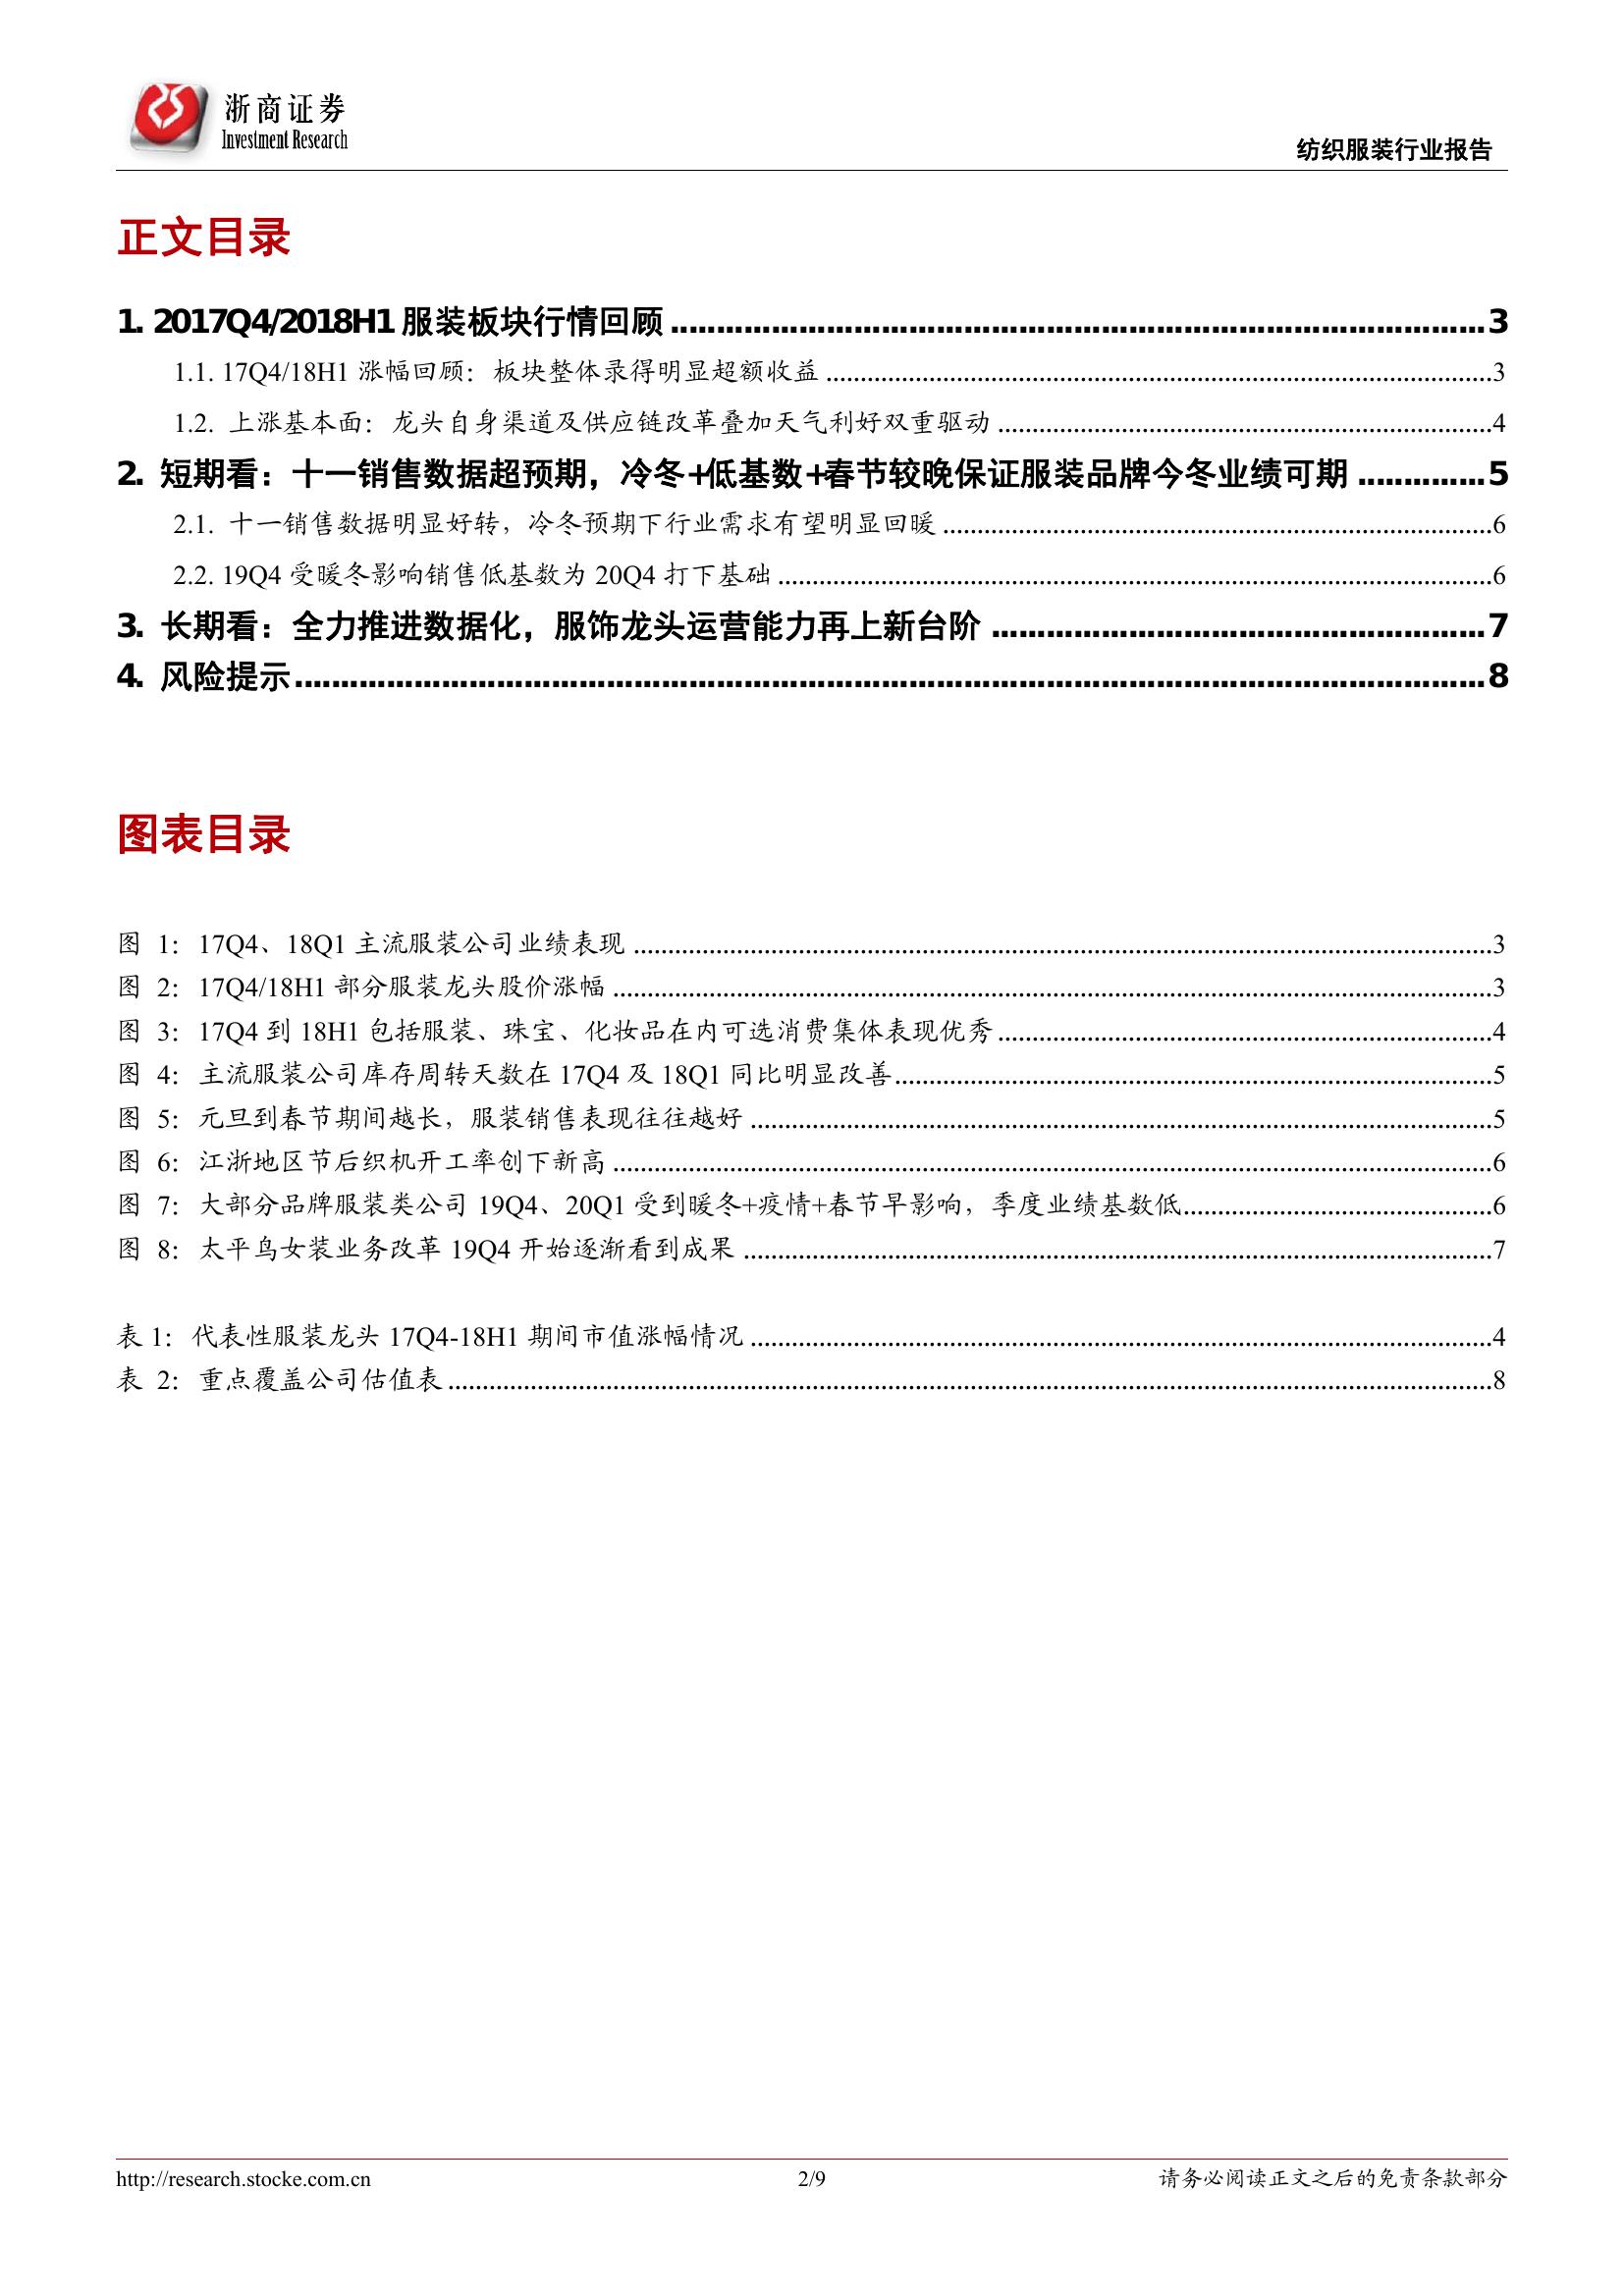 浙商证券
Investment Research
纺织服装行业报告
正文目录
1. 2017Q4/2018H1 服装板块行情回顾 3
1.1. 17Q4/18H1 涨幅回顾：板块整体录得明显超额收益 3
1.2. 上涨基本面：龙头自身渠道及供应链改革叠加天气利好双重驱动 4
2. 短期看：十一销售数据超预期，冷冬+低基数+春节较晚保证服装品牌今冬业绩可期 5
2.1. 十一销售数据明显好转，冷冬预期下行业需求有望明显回暖 6
2.2. 19Q4 受暖冬影响销售低基数为 20Q4 打下基础 6
3. 长期看：全力推进数据化，服饰龙头运营能力再上新台阶 7
4. 风险提示 8
图表目录
图 1：17Q4、18Q1 主流服装公司业绩表现 3
图 2：17Q4/18H1 部分服装龙头股价涨幅 3
图 3：17Q4 到 18H1 包括服装、珠宝、化妆品在内可选消费集体表现优秀 4
图 4：主流服装公司库存周转天数在 17Q4 及 18Q1 同比明显改善 5
图 5：元旦到春节期间越长，服装销售表现往往越好 5
图 6：江浙地区节后织机开工率创下新高 6
图 7：大部分品牌服装类公司 19Q4、20Q1 受到暖冬+疫情+春节早影响，季度业绩基数低 6
图 8：太平鸟女装业务改革 19Q4 开始逐渐看到成果 7
表 1：代表性服装龙头 17Q4-18H1 期间市值涨幅情况 4
表 2：重点覆盖公司估值表 8
http://research.stocke.com.cn
2/9
请务必阅读正文之后的免责条款部分